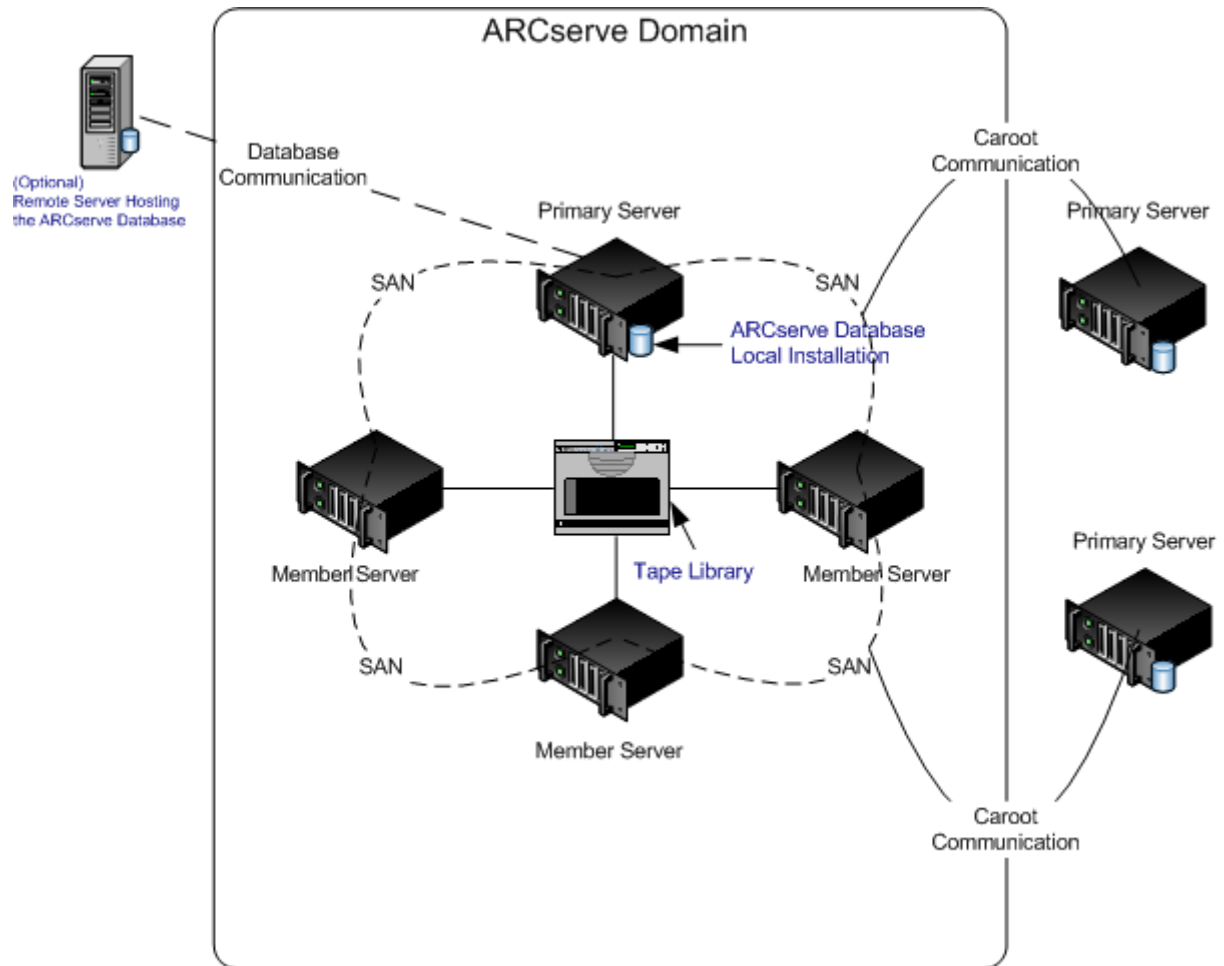 ARCserve Domain
(Optional)
Remote Server Hosting
the ARCserve Database
Database
Communication
Caroot
Communication
Primary Server
Primary Server
SAN
SAN
ARCserve Database
Local Installation
Member Server
Tape Library
Member Server
Primary Server
SAN
SAN
Member Server
Caroot
Communication